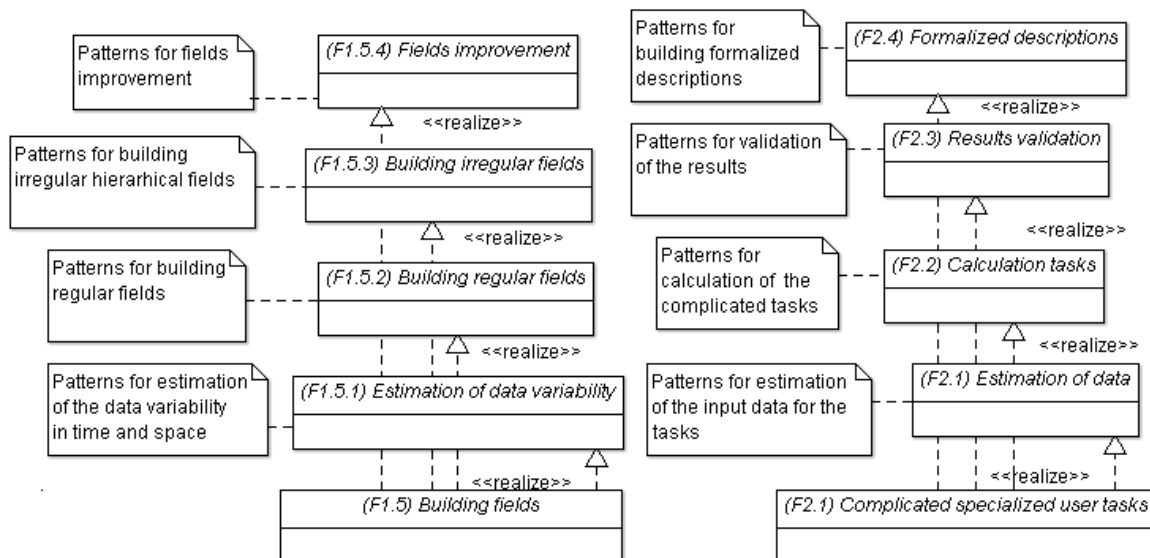 Patterns for fields
improvement
(F1.5.4) Fields improvement
<<realize>>
Patterns for building
irregular hierarhical fields
(F1.5.3) Building irregular fields
<<realize>>
Patterns for building
regular fields
(F1.5.2) Building regular fields
<<realize>>
Patterns for estimation
of the data variability
in time and space
(F1.5.1) Estimation of data variability
<<realize>>
(F1.5) Building fields
Patterns for
building formalized
descriptions
(F2.4) Formalized descriptions
<<realize>>
Patterns for validation
of the results
(F2.3) Results validation
<<realize>>
Patterns for
calculation of the
complicated tasks
(F2.2) Calculation tasks
<<realize>>
Patterns for estimation
of the input data for the
tasks
(F2.1) Estimation of data
<<realize>>
(F2.1) Complicated specialized user tasks